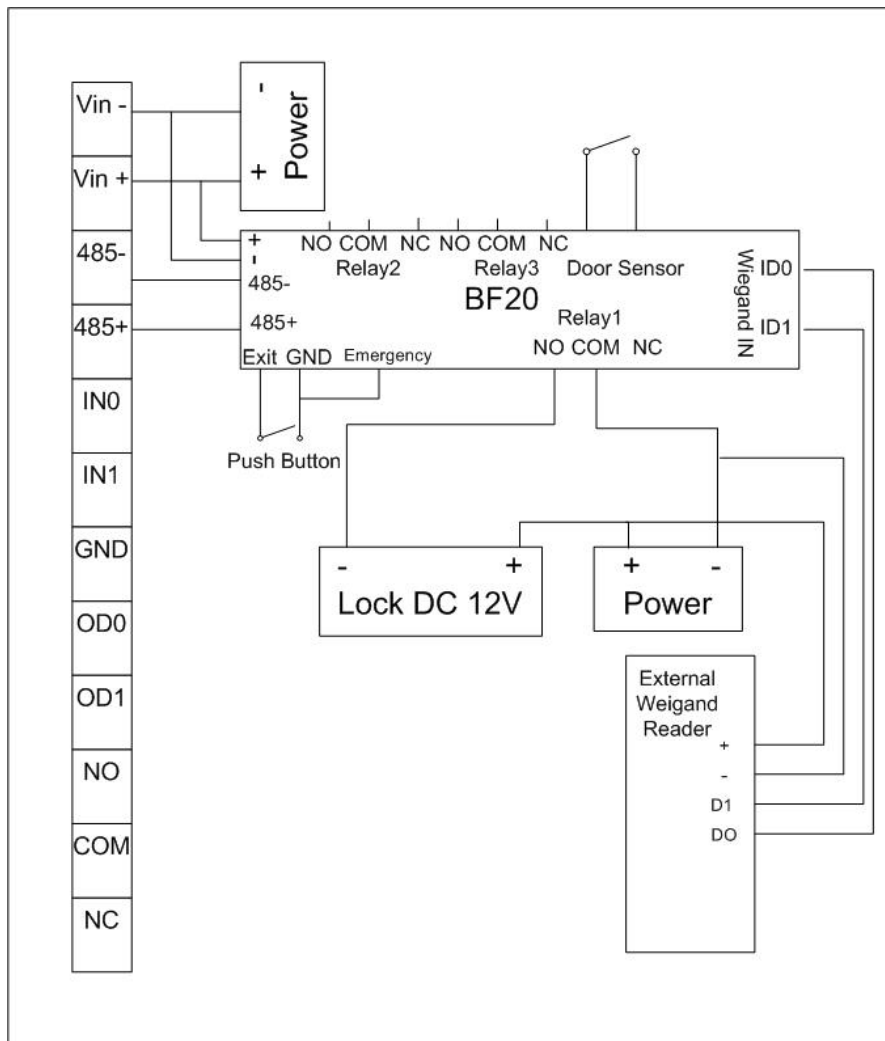 Vin -
Vin +
485-
485+
IN0
IN1
GND
OD0
OD1
NO
COM
NC
-
+
Power
+
-
485-
485+
NO COM NC NO COM NC
Relay2 Relay3 Door Sensor
BF20
Relay1
NO COM NC
Wiegand IN
ID0
ID1
Exit GND Emergency
Push Button
- +
Lock DC 12V
+ -
Power
External
Weigand
Reader
+
-
D1
DO